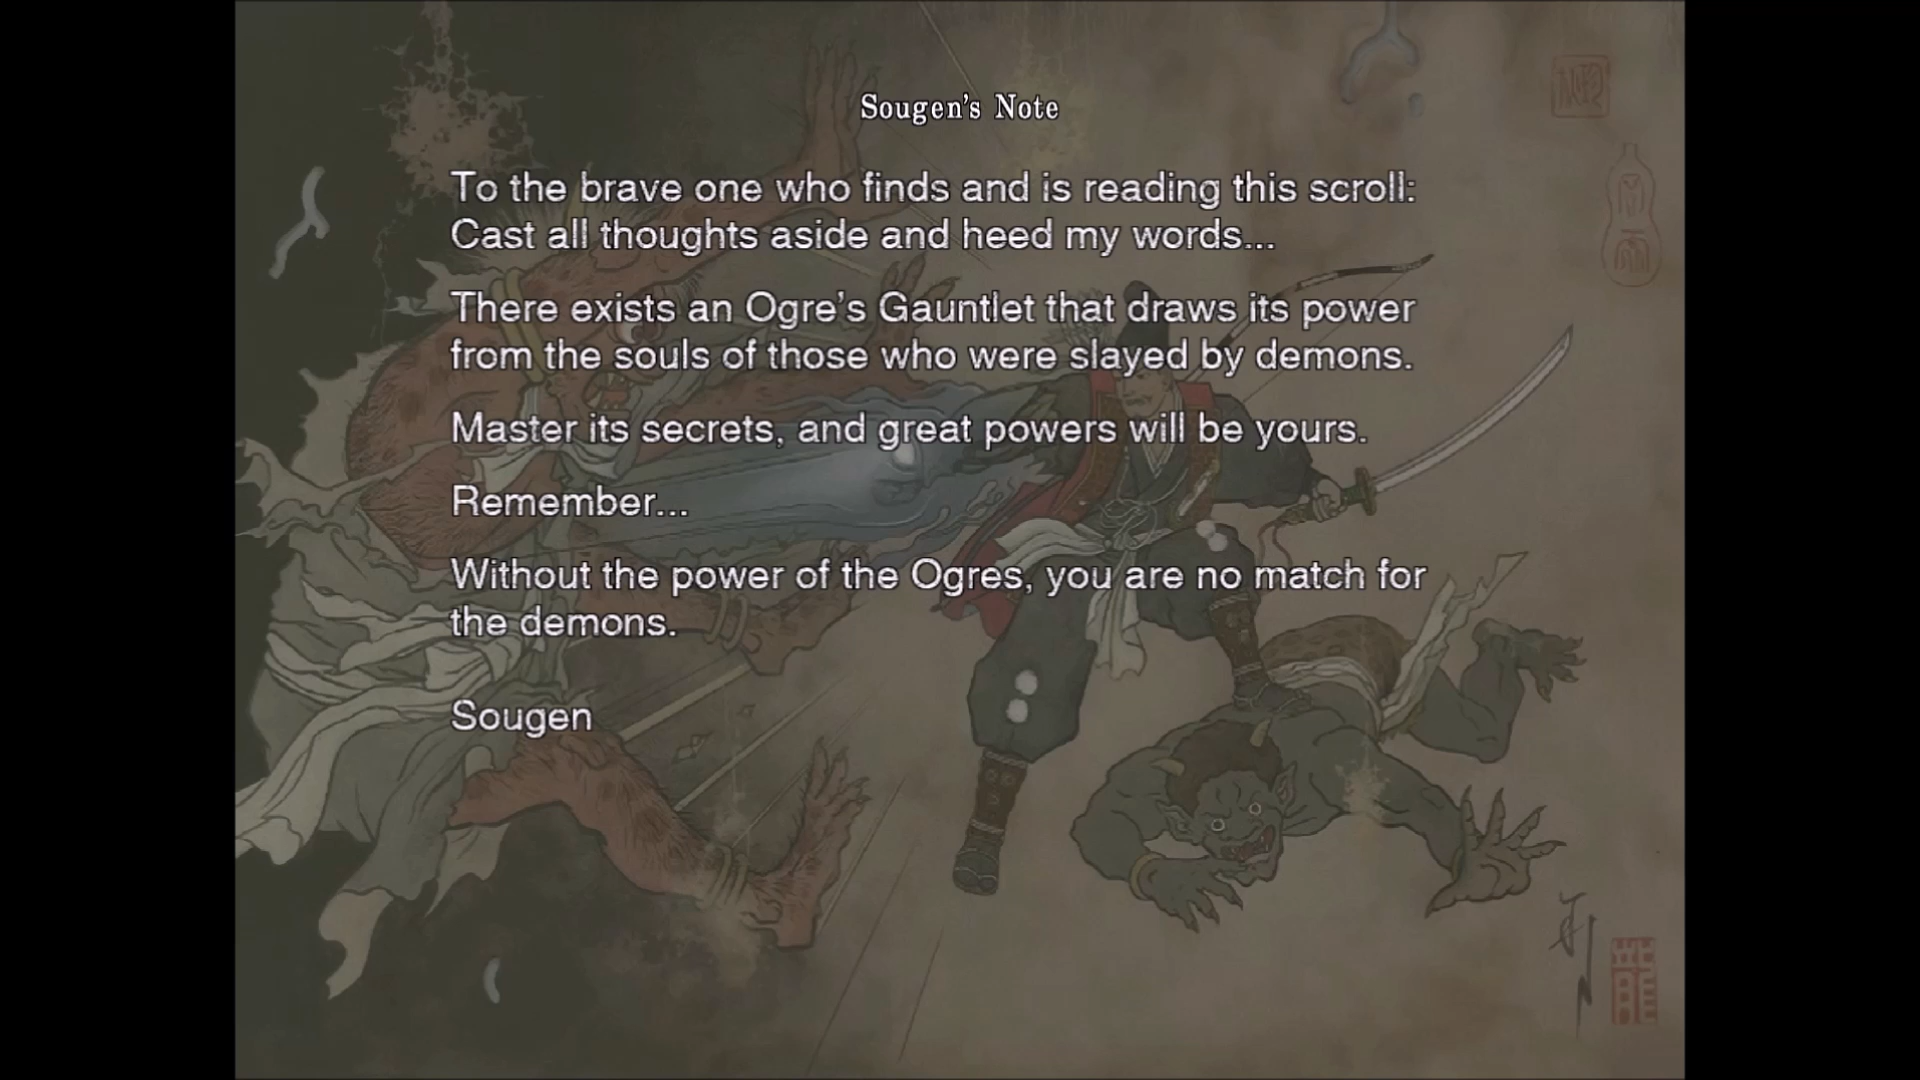 Sougen's Note
To the brave one who finds and is reading this scroll:
Cast all thoughts aside and heed my words...
There exists an Ogre's Gauntlet that draws its power
from the souls of those who were slayed by demons.
Master its secrets, and great powers will be yours.
Remember...
Without the power of the Ogres, you are no match for
the demons.
Sougen